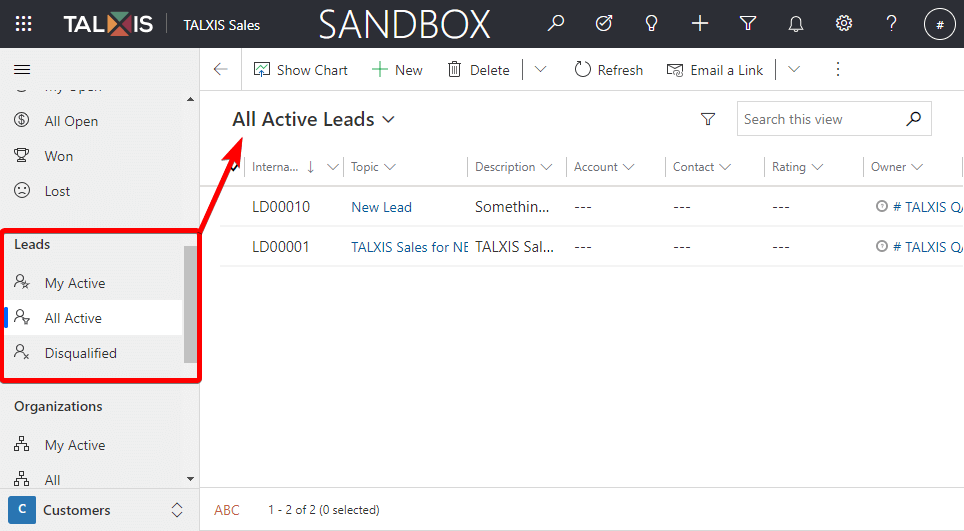 TALXIS
TALXIS Sales
SANDBOX
?
#
Show Chart
New
Delete
Refresh
Email a Link
My Open
All Open
Won
Lost
Leads
My Active
All Active
Disqualified
Organizations
My Active
All
C Customers
All Active Leads
Search this view
Interna... Topic Description Account Contact Rating Owner
LD00010 New Lead Somethin... --- --- --- # TALXIS QA
LD00001 TALXIS Sales for NE TALXIS Sal... --- --- --- # TALXIS QA
ABC 1 - 2 of 2 (0 selected)